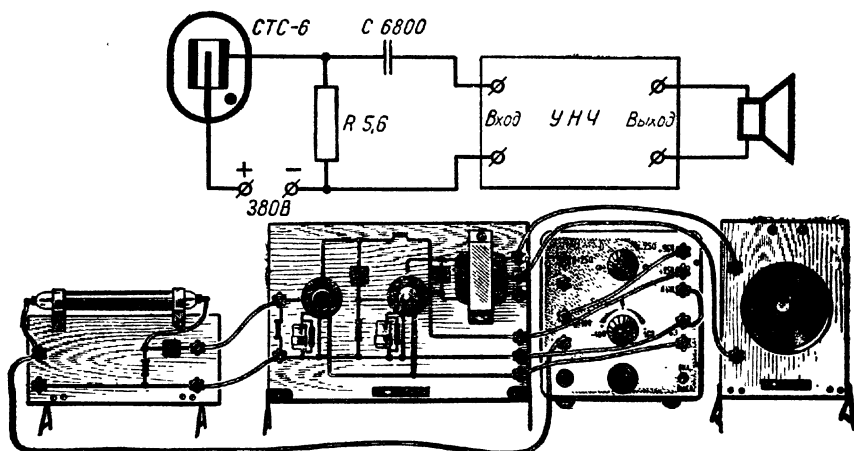 СТС-6
С 6800
R 5,6
Вход
УНЧ
Выход
+
−
380В